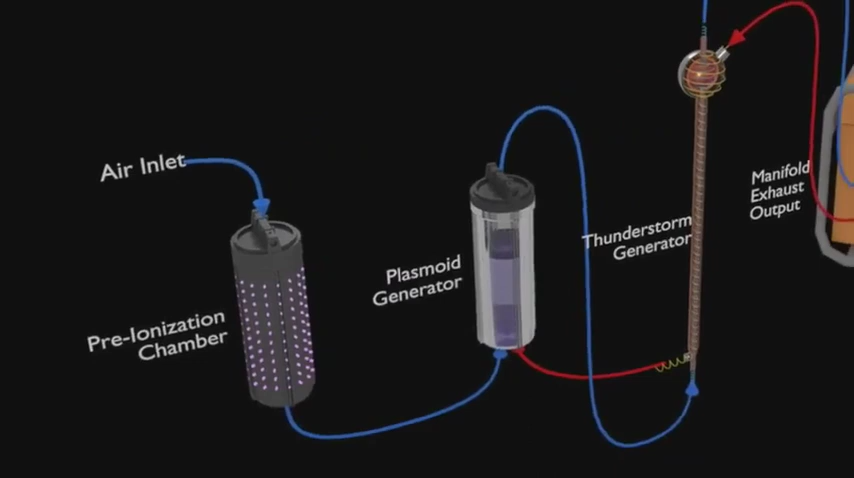 Air Inlet
Pre-Ionization
Chamber
Plasmoid
Generator
Thunderstorm
Generator
Manifold
Exhaust
Output